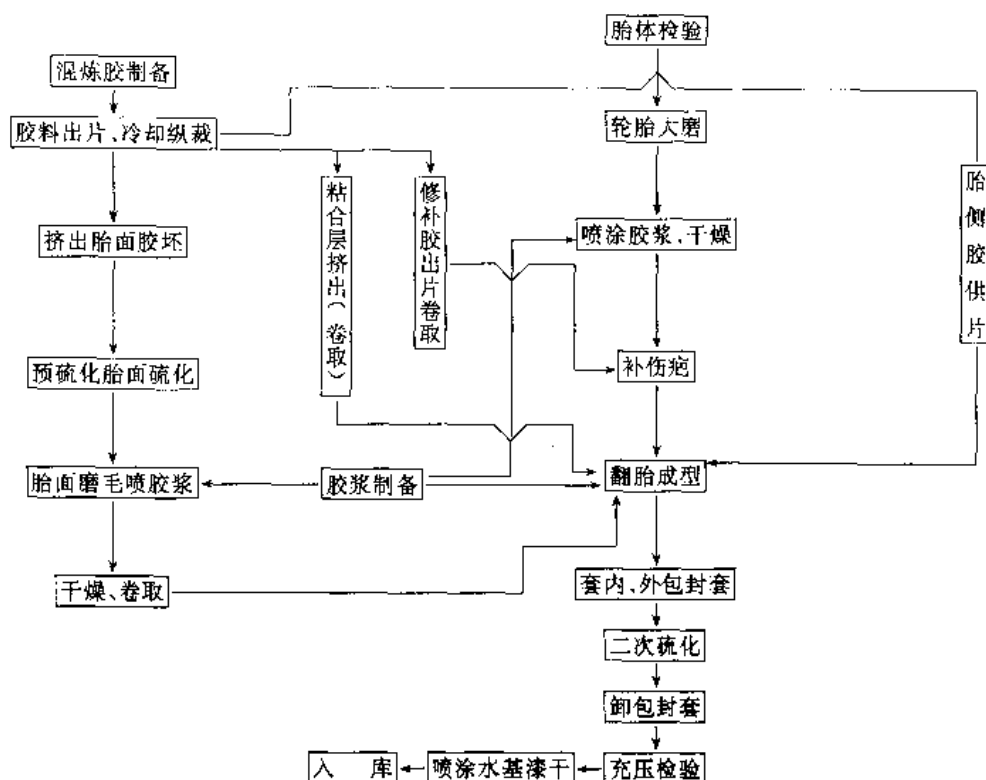 胎体检验
混炼胶制备
胶料出片、冷却纵裁
轮胎大磨
粘合层挤出(卷取)
修补胶出片卷取
胎侧胶供片
挤出胎面胶坯
喷涂胶浆、干燥
预硫化胎面硫化
补伤疤
胎面磨毛喷胶浆
胶浆制备
翻胎成型
干燥、卷取
套内、外包封套
二次硫化
卸包封套
入 库
喷涂水基漆干
充压检验